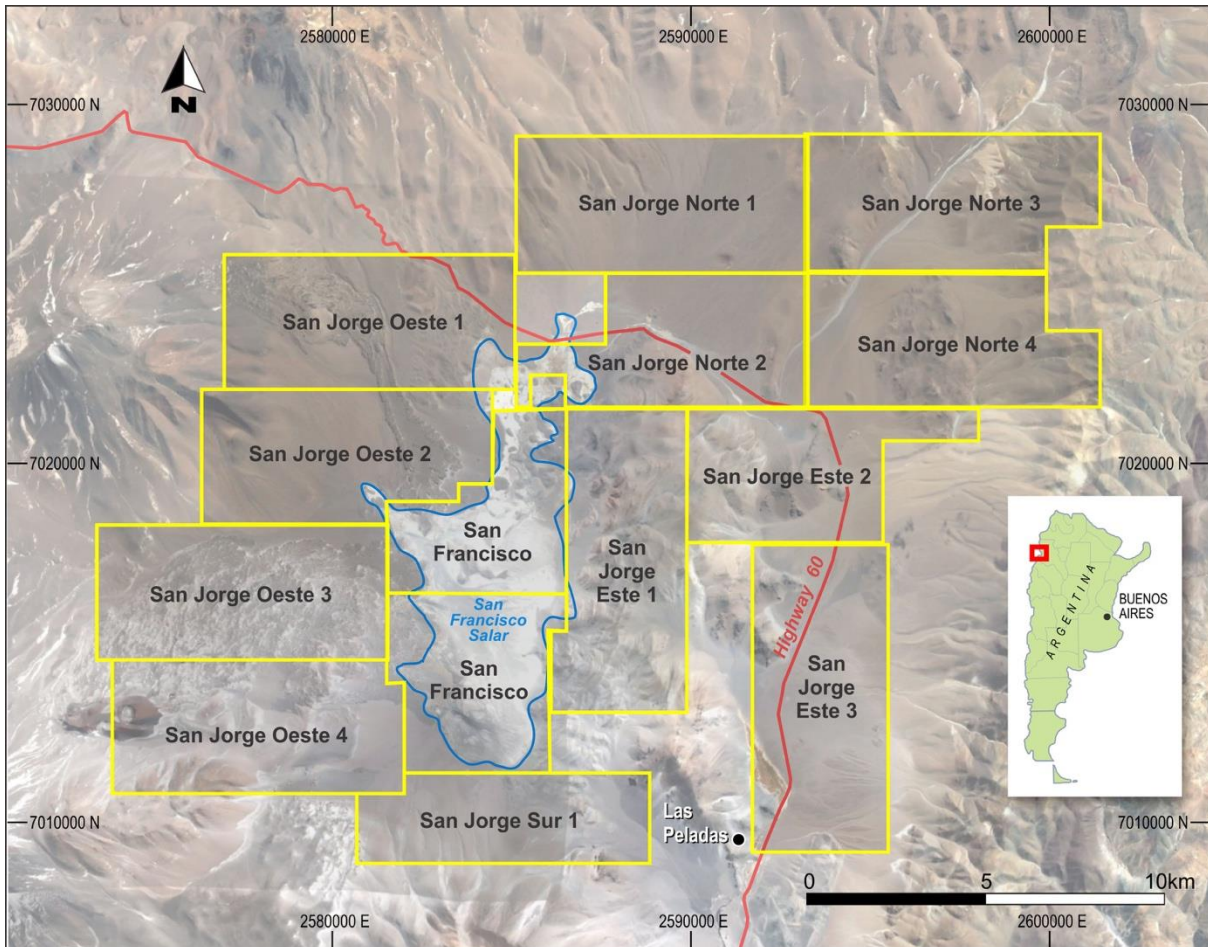 2580000 E
2590000 E
2600000 E
N
7030000 N
7030000 N
San Jorge Norte 1
San Jorge Norte 3
San Jorge Oeste 1
San Jorge Norte 2
San Jorge Norte 4
San Jorge Oeste 2
7020000 N
7020000 N
San Jorge Este 2
San
Francisco
San
Jorge
Este 1
San Jorge Oeste 3
San
Francisco
Salar
Highway 60
ARGENTINA
BUENOS
AIRES
San
Francisco
San
Jorge
Este 3
San Jorge Oeste 4
7010000 N
San Jorge Sur 1
Las
Peladas
7010000 N
0
5
10km
2580000 E
2590000 E
2600000 E